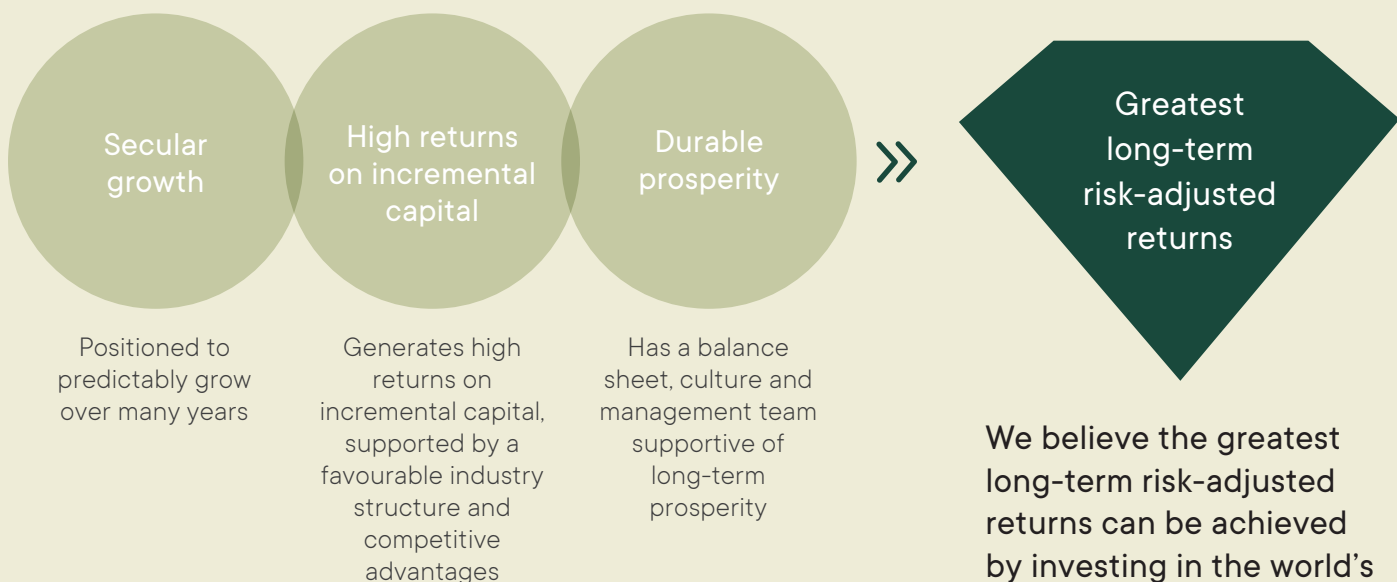 Secular
growth
High returns
on incremental
capital
Durable
prosperity
Greatest
long-term
risk-adjusted
returns
Positioned to
predictably grow
over many years
Generates high
returns on
incremental capital,
supported by a
favourable industry
structure and
competitive
advantages
Has a balance
sheet, culture and
management team
supportive of
long-term
prosperity
We believe the greatest
long-term risk-adjusted
returns can be achieved
by investing in the world’s